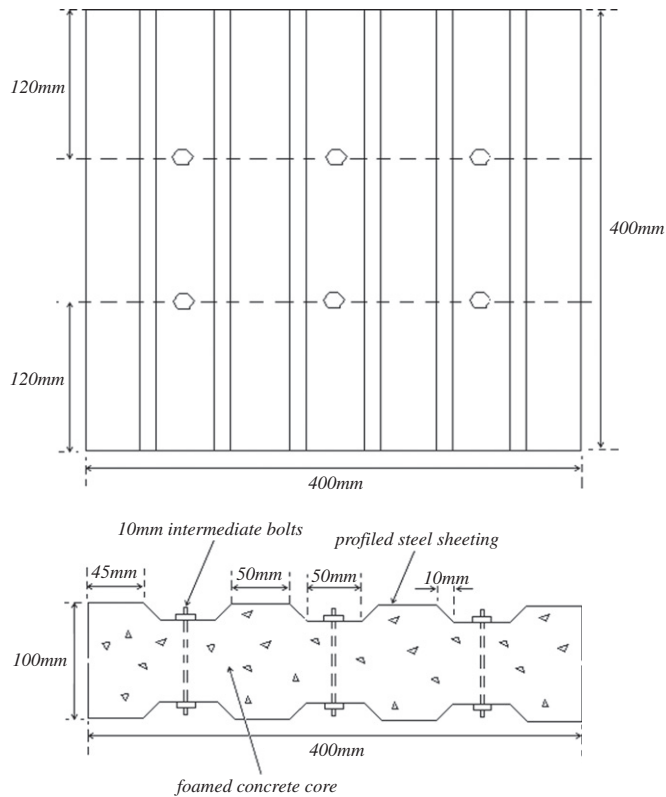 120mm
400mm
120mm
400mm
10mm intermediate bolts
profiled steel sheeting
45mm
50mm
50mm
10mm
100mm
400mm
foamed concrete core